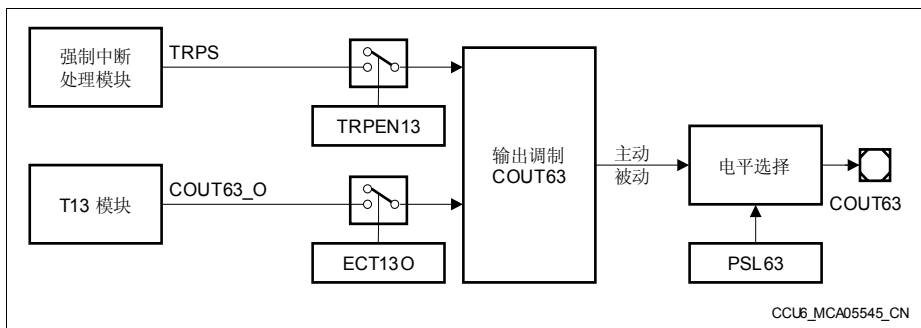 强制中断
处理模块
TRPS
TRPEN13
T13 模块
COUT63_O
ECT13O
输出调制
COUT63
主动
被动
电平选择
COUT63
PSL63
CCU6_MCA05545_CN